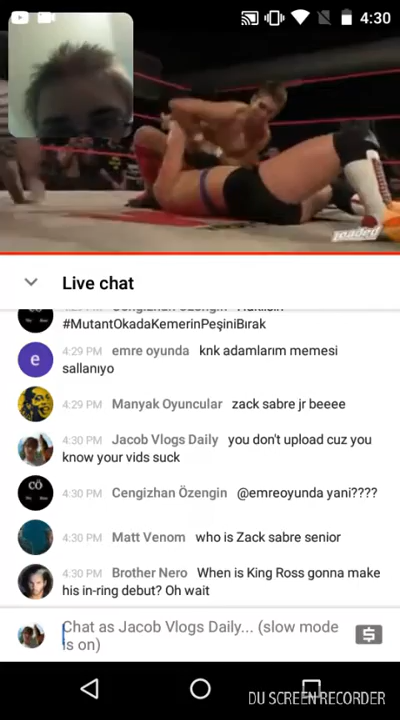 4:30
Loaded
Live chat
#MutantOkadaKemerinPeşiniBırak
4:29 PM emre oyunda knk adamlarım memesi
sallanıyo
4:29 PM Manyak Oyuncular zack sabre jr beeee
4:30 PM Jacob Vlogs Daily you don't upload cuz you
know your vids suck
4:30 PM Cengizhan Özengin @emreoyunda yani????
4:30 PM Matt Venom who is Zack sabre senior
4:30 PM Brother Nero When is King Ross gonna make
his in-ring debut? Oh wait
Chat as Jacob Vlogs Daily... (slow mode
is on)
DU SCREEN RECORDER